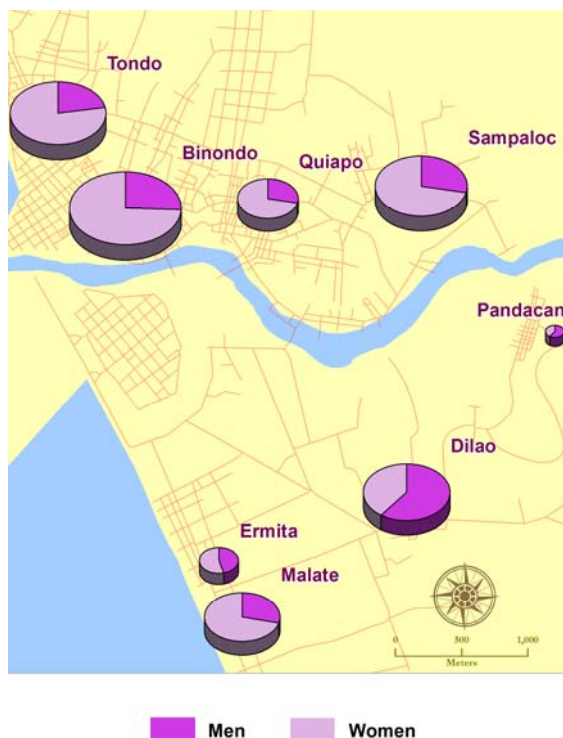 Tondo
Sampaloc
Binondo
Quiapo
Pandacan
Dilao
Ermita
Malate
0 500 1,000
Meters
Men Women